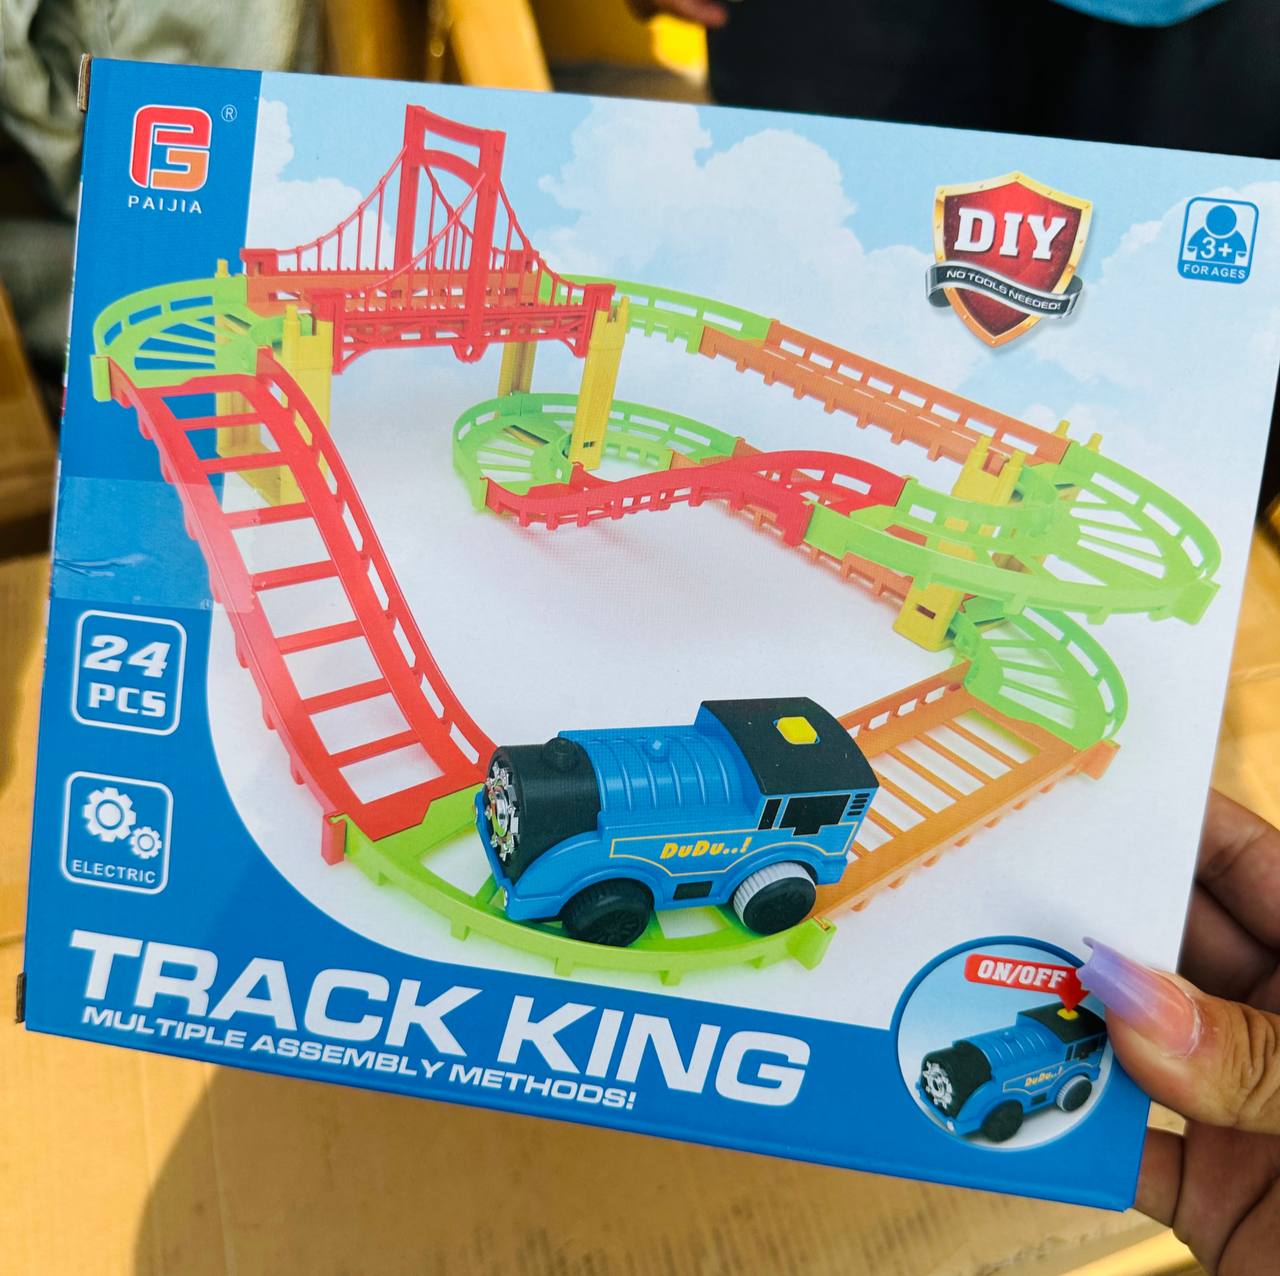 ®
PAIJIA
DIY
NO TOOLS NEEDED!
3+
FOR AGES
24
PCS
ELECTRIC
DuDu..!
TRACK KING
MULTIPLE ASSEMBLY METHODS!
ON/OFF
DuDu..!